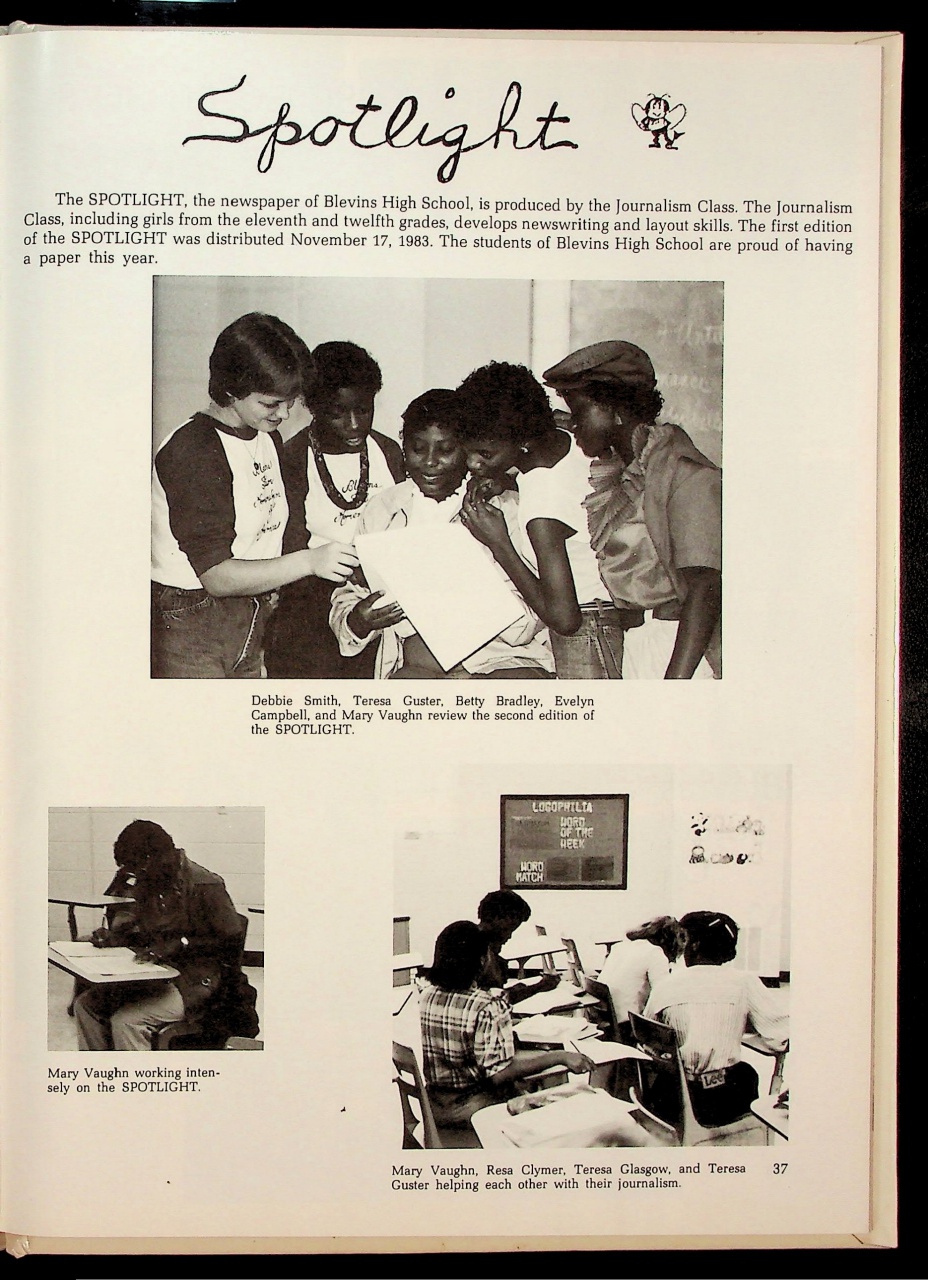 Spotlight
The SPOTLIGHT, the newspaper of Blevins High School, is produced by the Journalism Class. The Journalism
Class, including girls from the eleventh and twelfth grades, develops newswriting and layout skills. The first edition
of the SPOTLIGHT was distributed November 17, 1983. The students of Blevins High School are proud of having
a paper this year.
Debbie Smith, Teresa Guster, Betty Bradley, Evelyn
Campbell, and Mary Vaughn review the second edition of
the SPOTLIGHT.
LOGOPHILIA
WORD
OF THE
WEEK
WORD
MATCH
Lee
Mary Vaughn working inten-
sely on the SPOTLIGHT.
Mary Vaughn, Resa Clymer, Teresa Glasgow, and Teresa
Guster helping each other with their journalism.
37